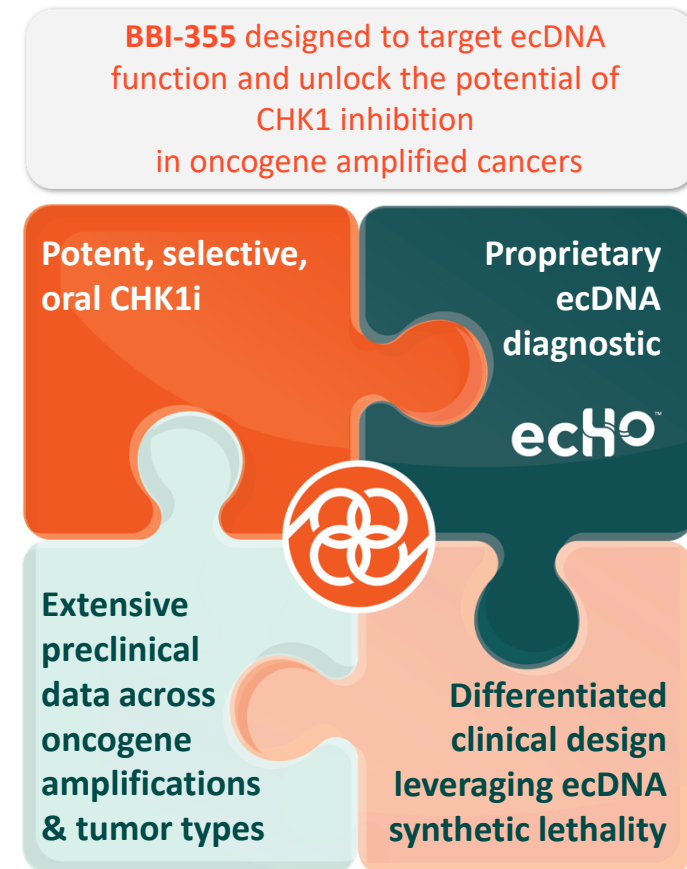 BBI-355 designed to target ecDNA
function and unlock the potential of
CHK1 inhibition
in oncogene amplified cancers
Potent, selective,
oral CHK1i
Proprietary
ecDNA
diagnostic
ecHO™
Extensive
preclinical
data across
oncogene
amplifications
& tumor types
Differentiated
clinical design
leveraging ecDNA
synthetic lethality